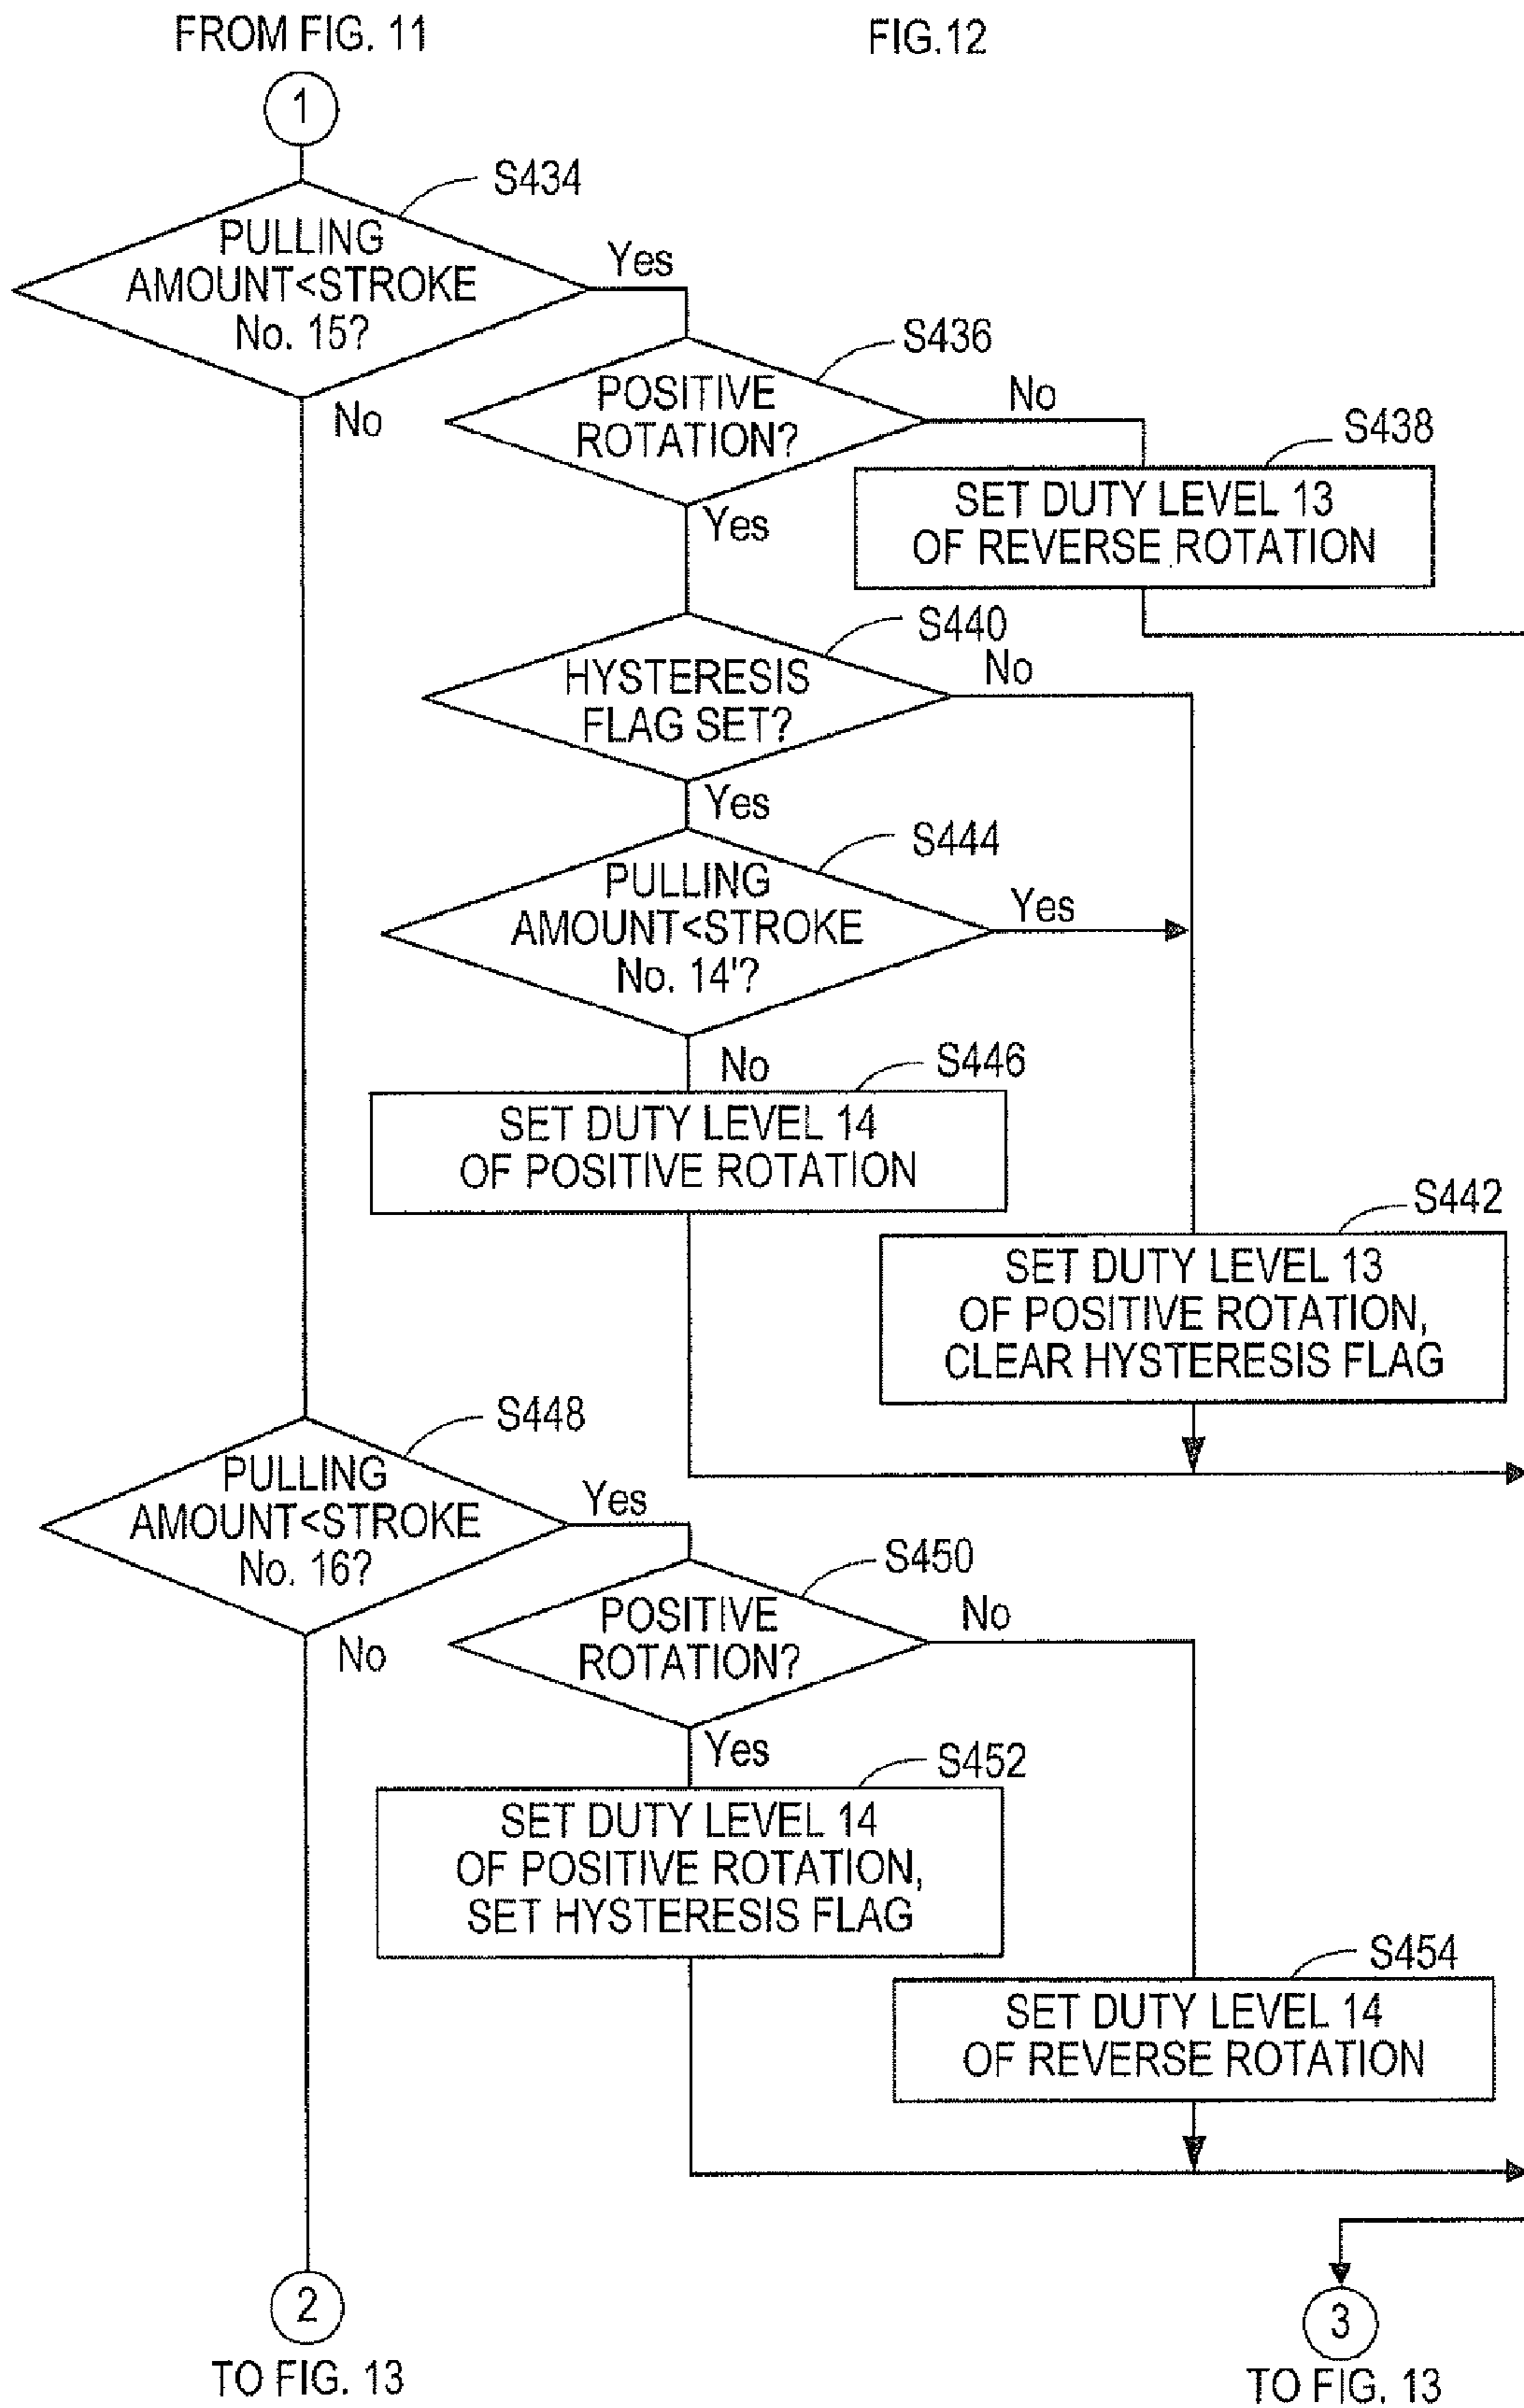 FROM FIG. 11
FIG.12
1
S434
PULLING
AMOUNT<STROKE
No. 15?
Yes
No
S436
POSITIVE
ROTATION?
No
Yes
S438
SET DUTY LEVEL 13
OF REVERSE ROTATION
S440
HYSTERESIS
FLAG SET?
No
Yes
S444
PULLING
AMOUNT<STROKE
No. 14'?
Yes
No
S446
SET DUTY LEVEL 14
OF POSITIVE ROTATION
S442
SET DUTY LEVEL 13
OF POSITIVE ROTATION,
CLEAR HYSTERESIS FLAG
S448
PULLING
AMOUNT<STROKE
No. 16?
Yes
No
S450
POSITIVE
ROTATION?
No
Yes
S452
SET DUTY LEVEL 14
OF POSITIVE ROTATION,
SET HYSTERESIS FLAG
S454
SET DUTY LEVEL 14
OF REVERSE ROTATION
2
TO FIG. 13
3
TO FIG. 13